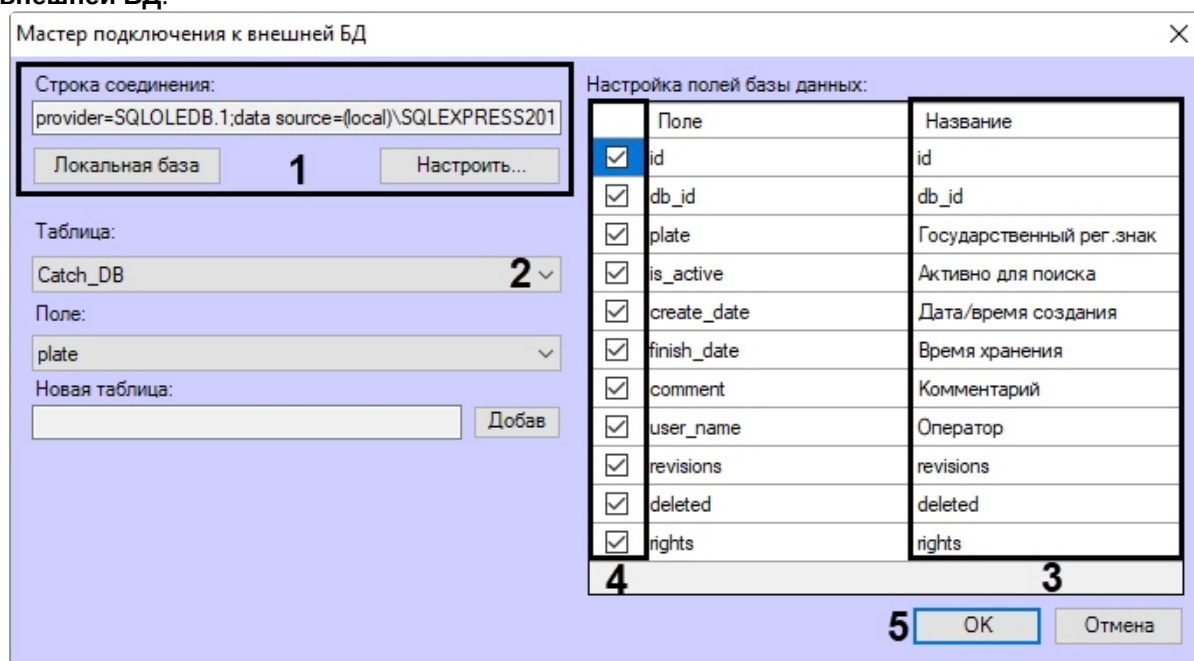 внешней БД.
Мастер подключения к внешней БД
Строка соединения:
provider=SQLOLEDB.1;data source=(local)\SQLEXPRESS201
Локальная база
1
Настроить...
Таблица:
Catch_DB
2
Поле:
plate
Новая таблица:
Добав
Настройка полей базы данных:
Поле Название
id id
db_id db_id
plate Государственный рег.знак
is_active Активно для поиска
create_date Дата/время создания
finish_date Время хранения
comment Комментарий
user_name Оператор
revisions revisions
deleted deleted
rights rights
4 3
5 OK Отмена